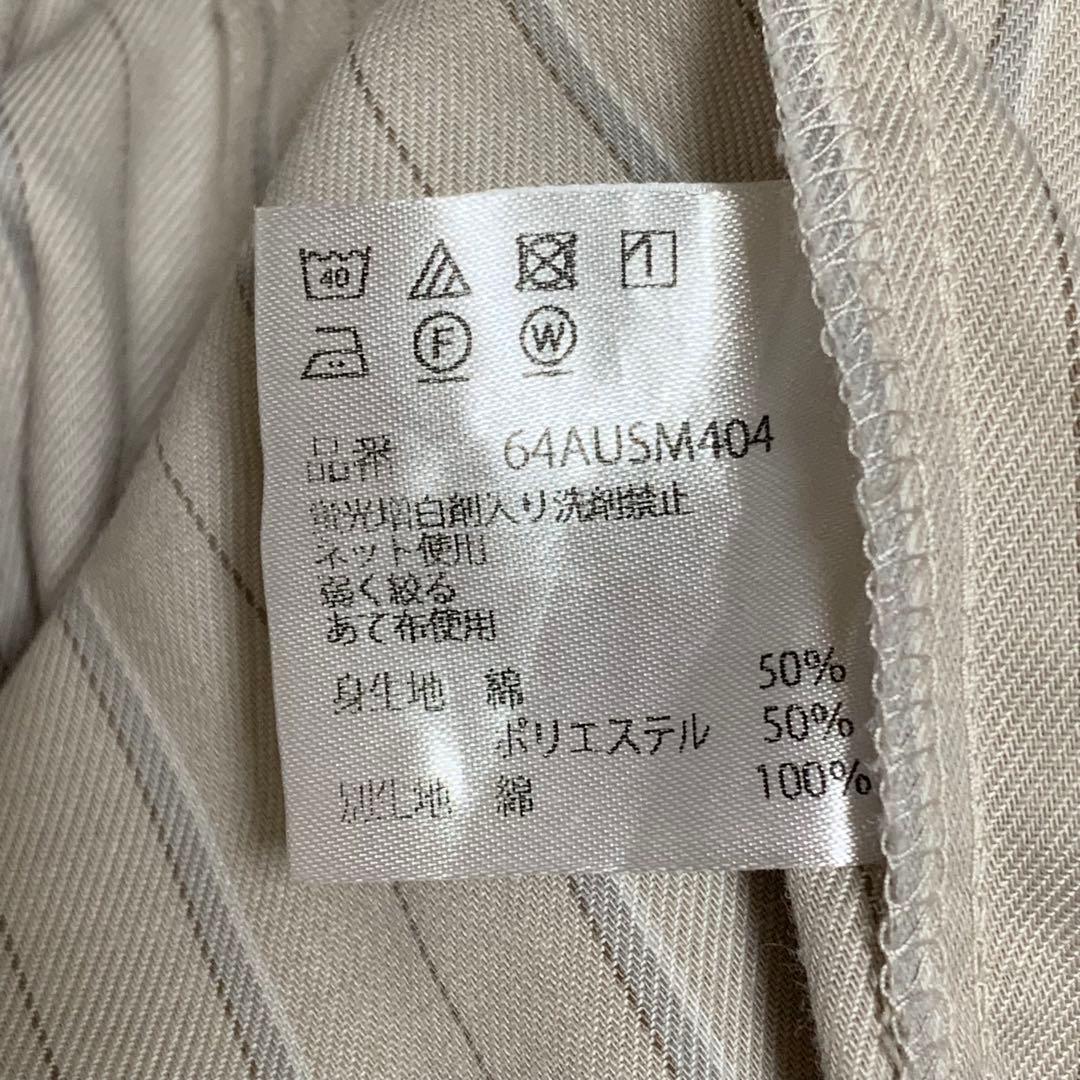 40
F W
品番 64AUSM404
蛍光増白剤入り洗剤禁止
ネット使用
弱く絞る
あて布使用
身生地 綿 50%
ポリエステル 50%
別生地 綿 100%